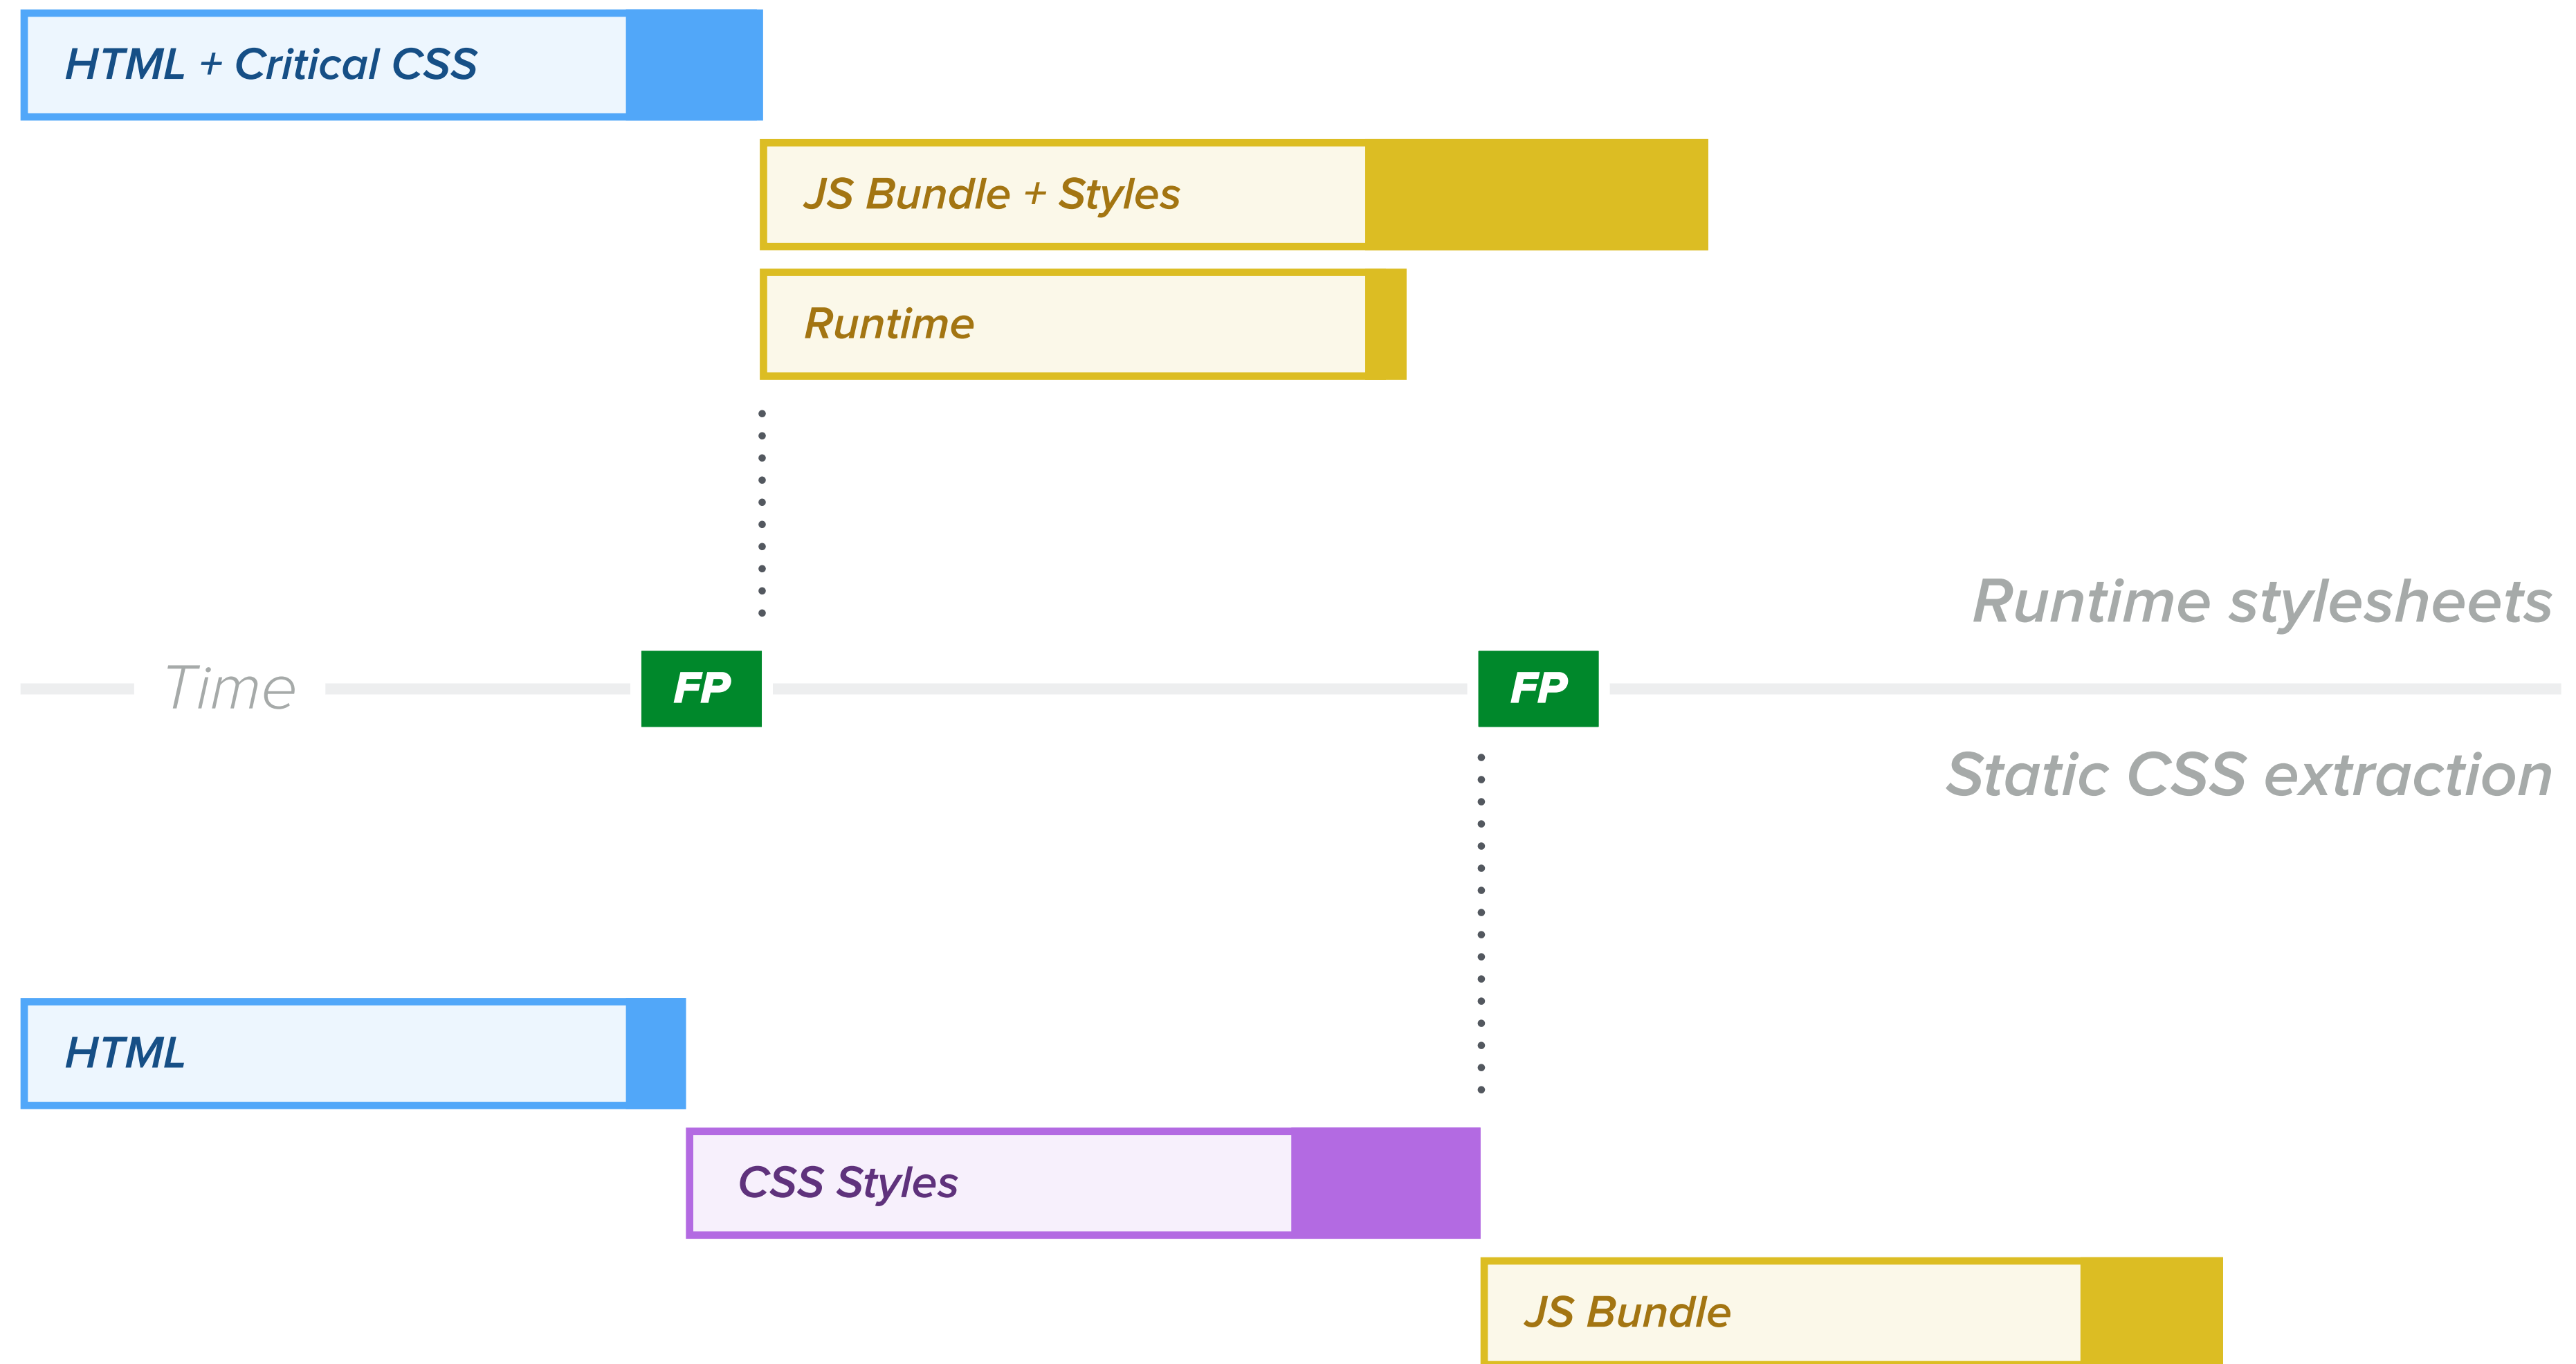 HTML + Critical CSS
JS Bundle + Styles
Runtime
Runtime stylesheets
Time
FP
FP
Static CSS extraction
HTML
CSS Styles
JS Bundle